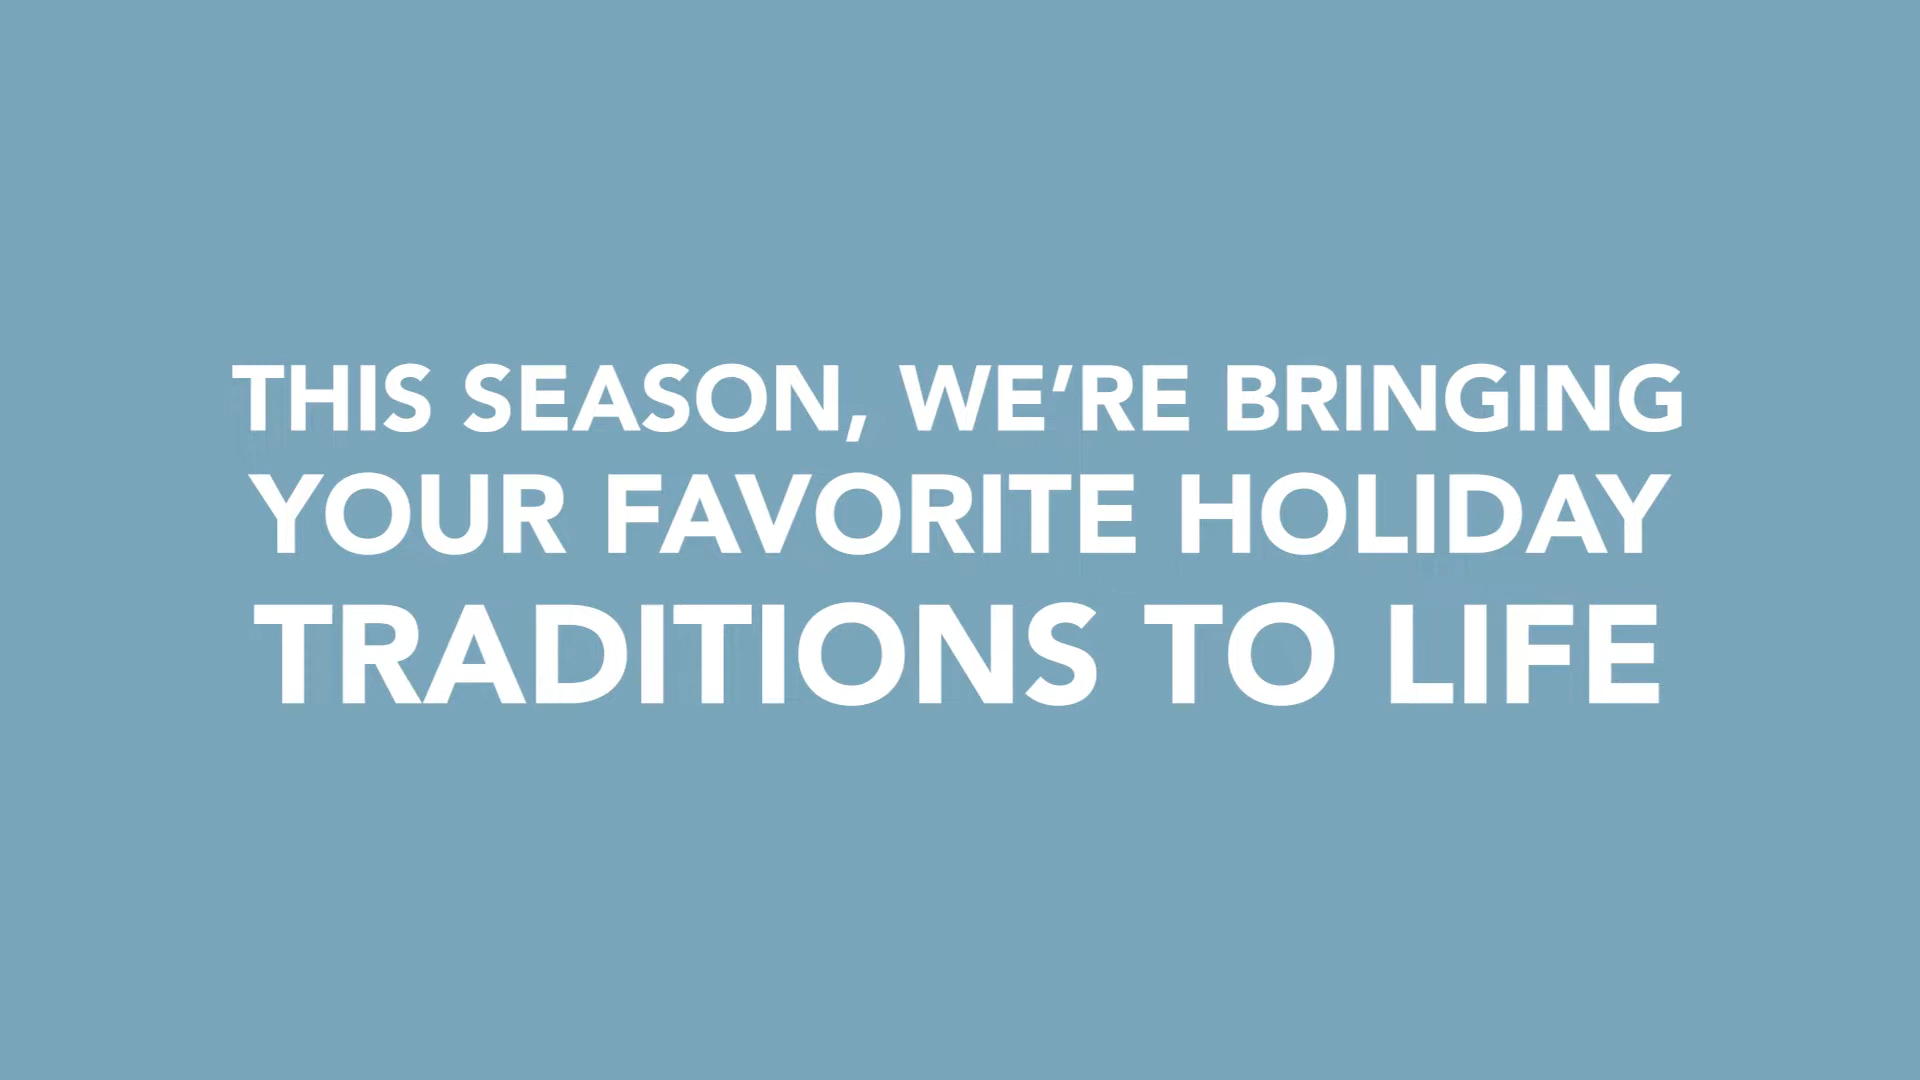 THIS SEASON, WE’RE BRINGING
YOUR FAVORITE HOLIDAY
TRADITIONS TO LIFE